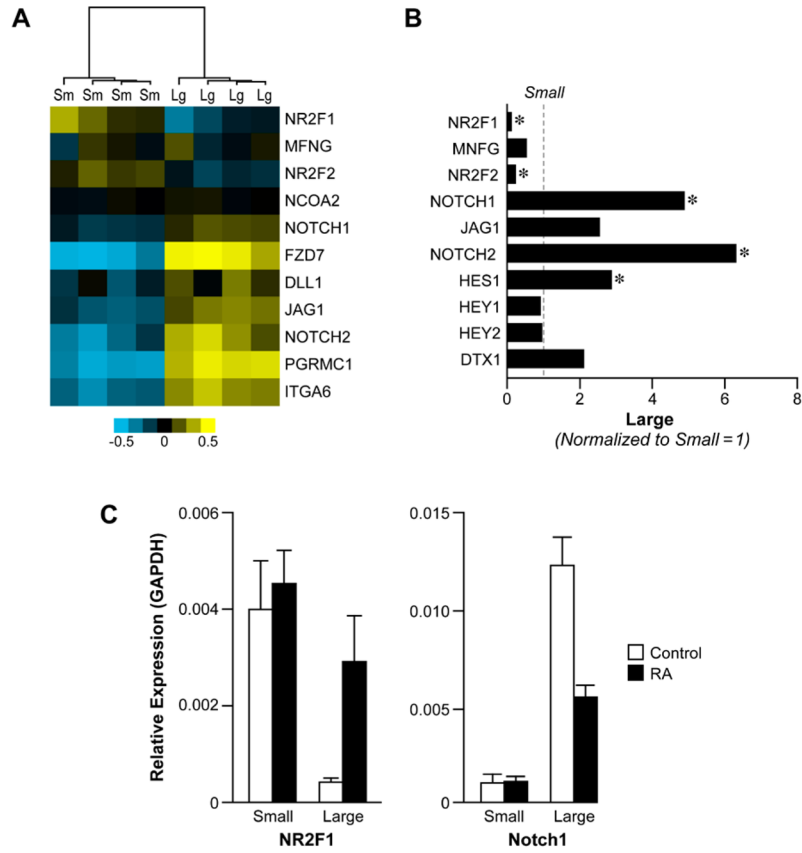 A
Sm Sm Sm Sm Lg Lg Lg Lg
NR2F1
MFNG
NR2F2
NCOA2
NOTCH1
FZD7
DLL1
JAG1
NOTCH2
PGRMC1
ITGA6
-0.5 0 0.5
B
Small
NR2F1 *
MNFG
NR2F2 *
NOTCH1 *
JAG1
NOTCH2 *
HES1 *
HEY1
HEY2
DTX1
0 2 4 6 8
Large
(Normalized to Small = 1)
C
Relative Expression (GAPDH)
0.006
0.004
0.002
0
Small Large
NR2F1
0.015
0.010
0.005
0
Small Large
Notch1
Control
RA